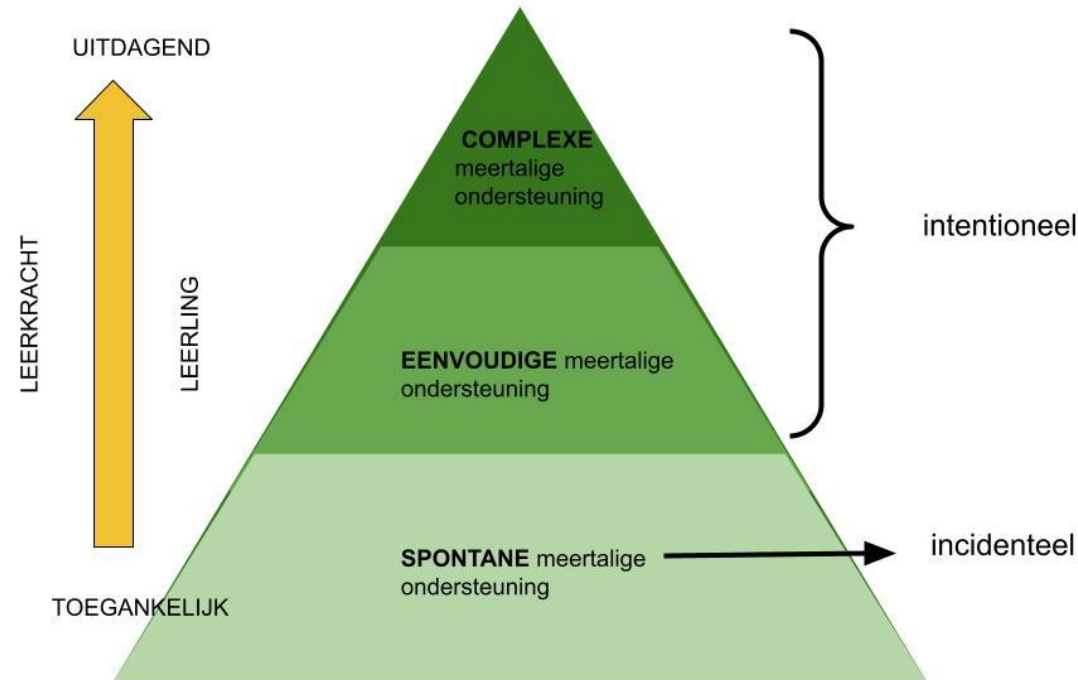 UITDAGEND
COMPLEXE
meertalige
ondersteuning
intentioneel
LEERKRACHT
LEERLING
EENVOUDIGE meertalige
ondersteuning
SPONTANE meertalige
ondersteuning
incidenteel
TOEGANKELIJK